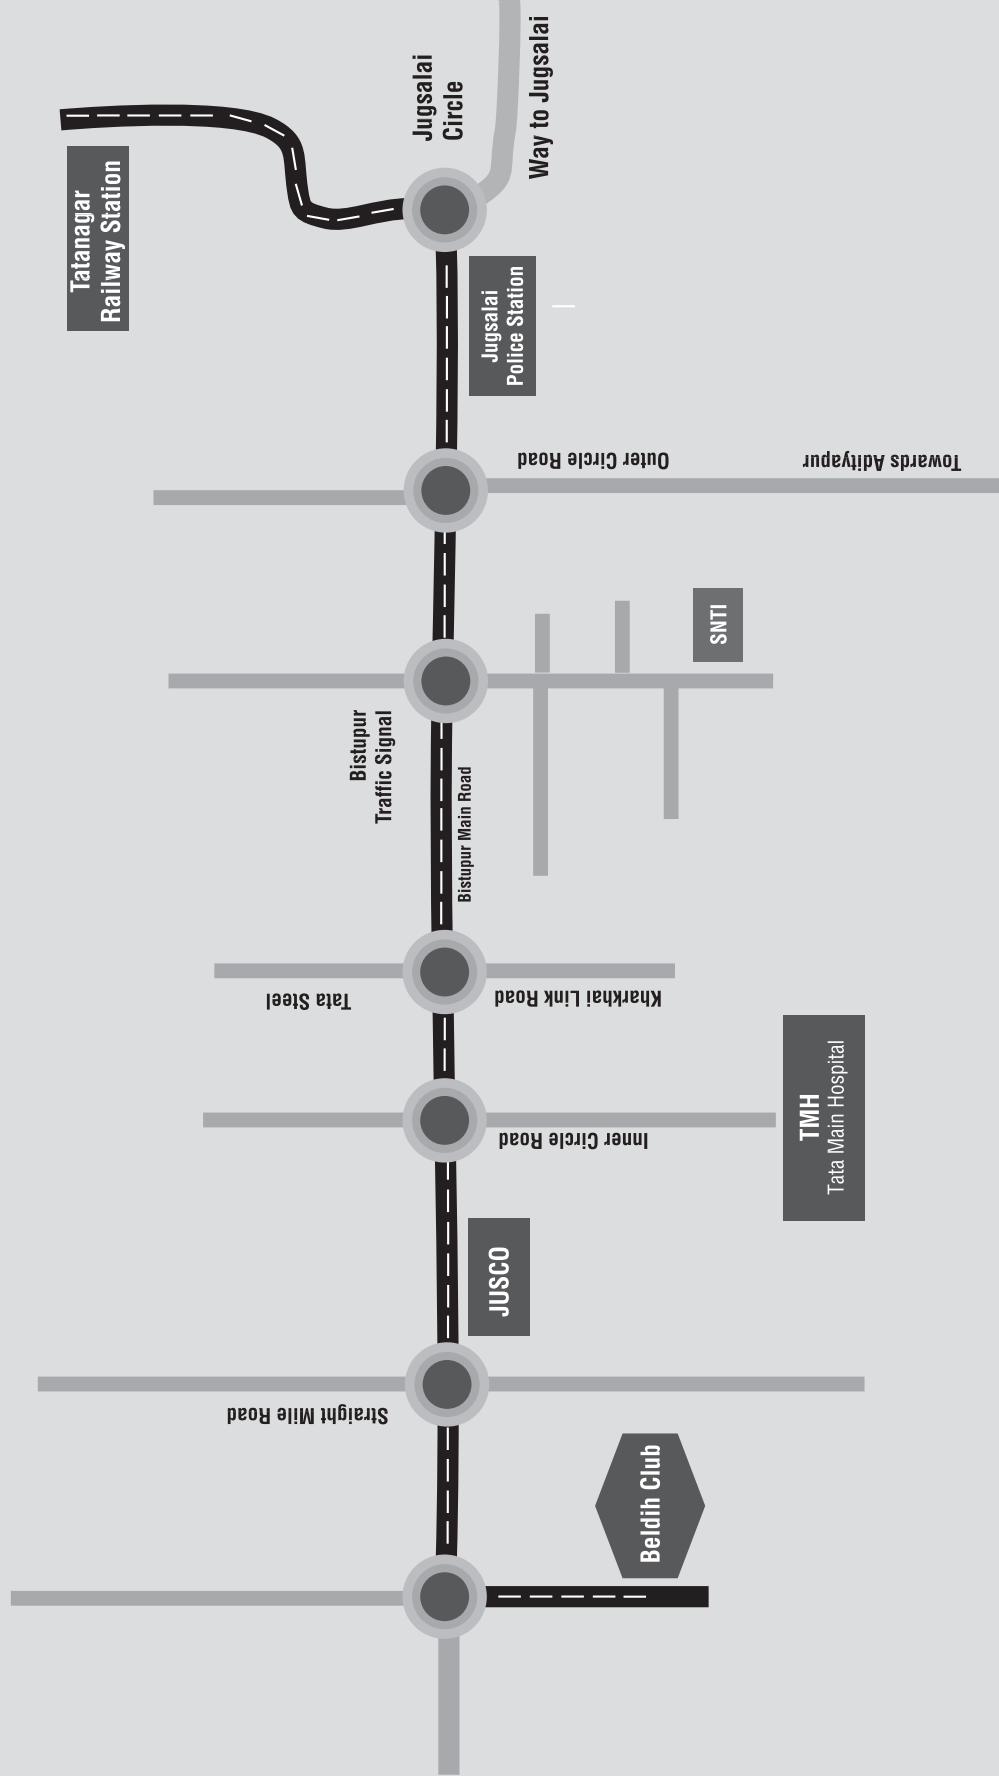 Tatanagar
Railway Station
Jugsalai
Circle
Way to Jugsalai
Jugsalai
Police Station
Outer Circle Road
Towards Adityapur
SNTI
Bistupur
Traffic Signal
Bistupur Main Road
Tata Steel
Kharkhai Link Road
Inner Circle Road
TMH
Tata Main Hospital
JUSCO
Straight Mile Road
Beldih Club